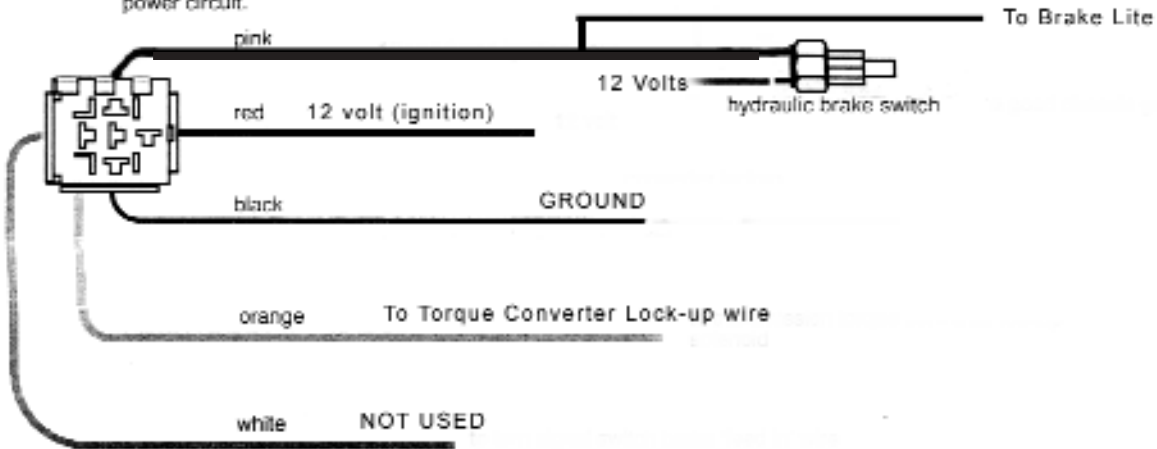 power circuit.
To Brake Lite
pink
12 Volts
hydraulic brake switch
red 12 volt (ignition)
black GROUND
orange To Torque Converter Lock-up wire
white NOT USED